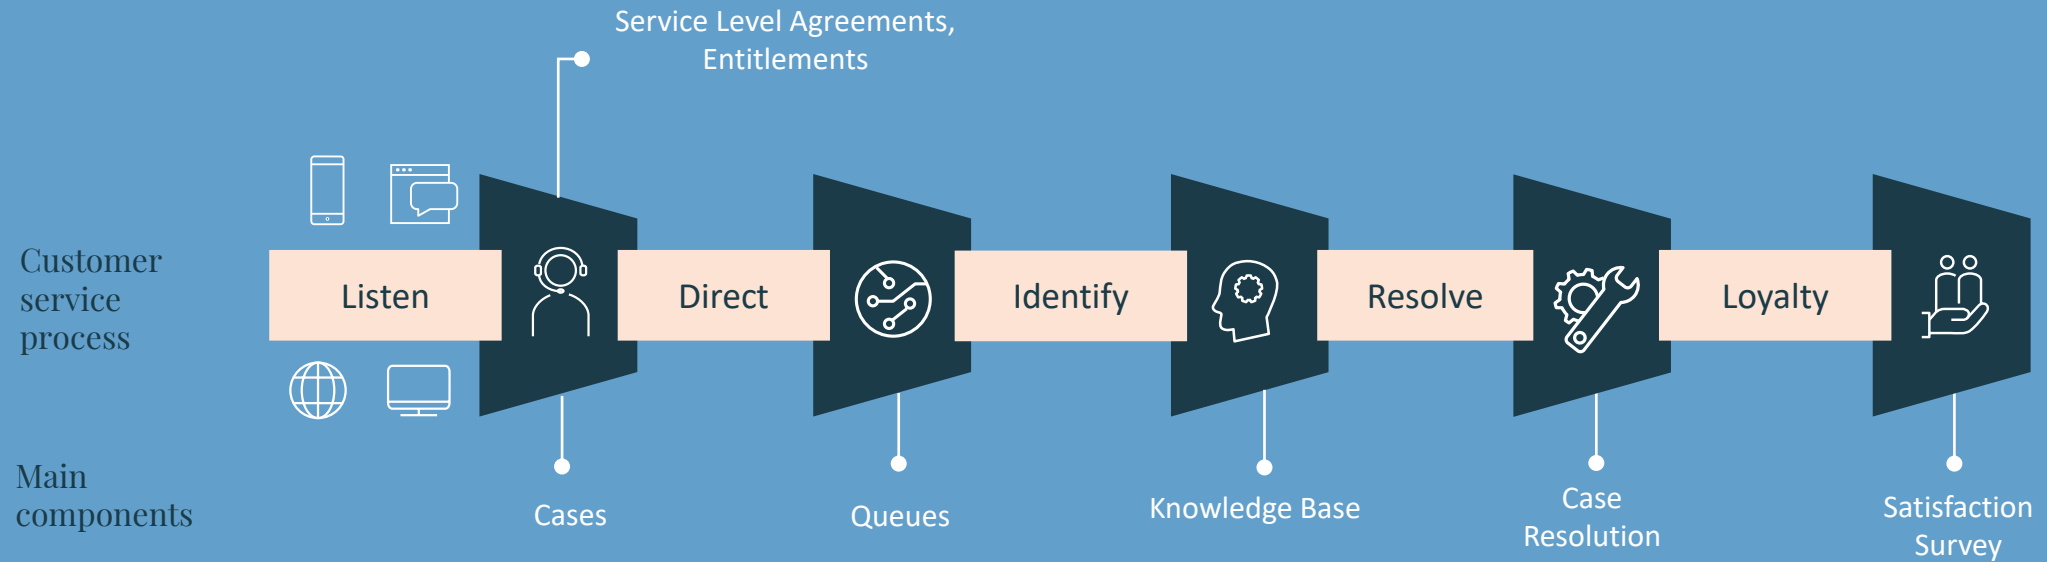 Service Level Agreements,
Entitlements
Customer
service
process
Listen
Direct
Identify
Resolve
Loyalty
Main
components
Cases
Queues
Knowledge Base
Case
Resolution
Satisfaction
Survey